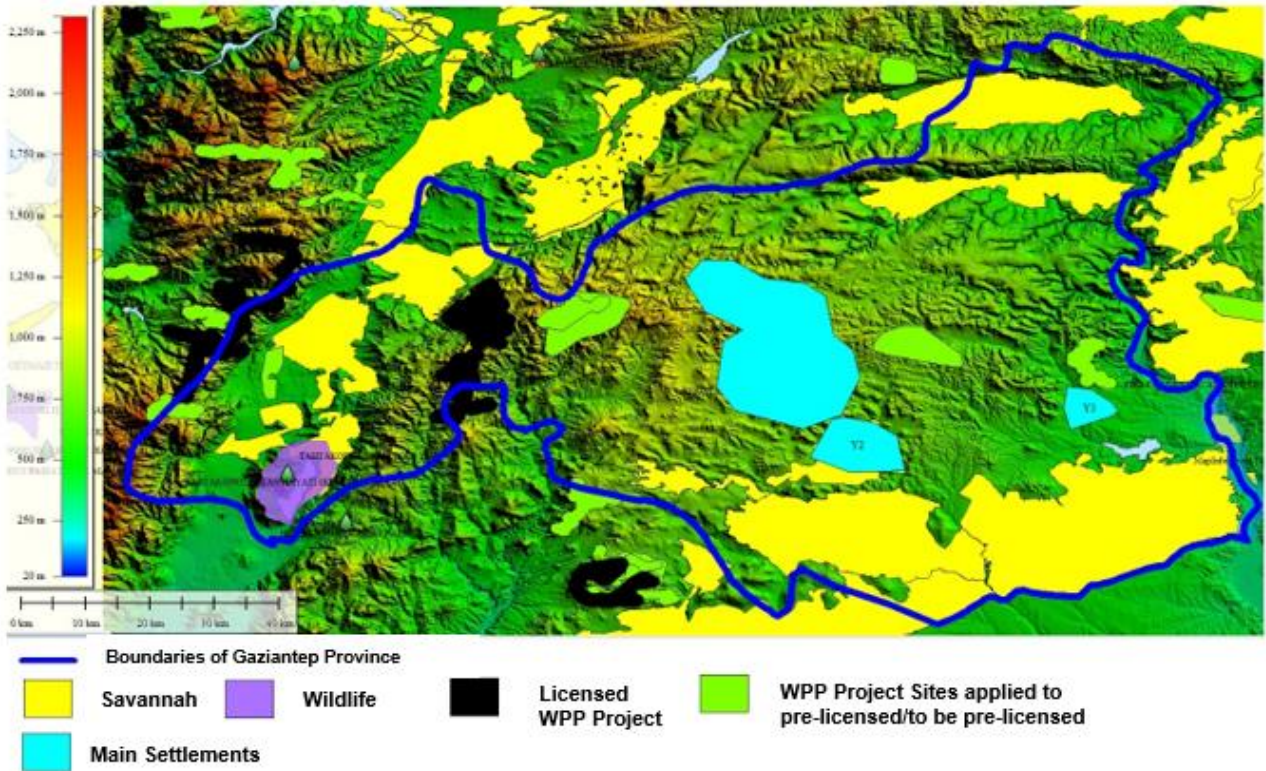 2,250 m
2,000 m
1,750 m
1,500 m
1,250 m
1,000 m
750 m
500 m
250 m
20 m
Y3
Y2
0 km 10 km 20 km 30 km 40 km
Boundaries of Gaziantep Province
Savannah
Wildlife
Licensed
WPP Project
WPP Project Sites applied to
pre-licensed/to be pre-licensed
Main Settlements